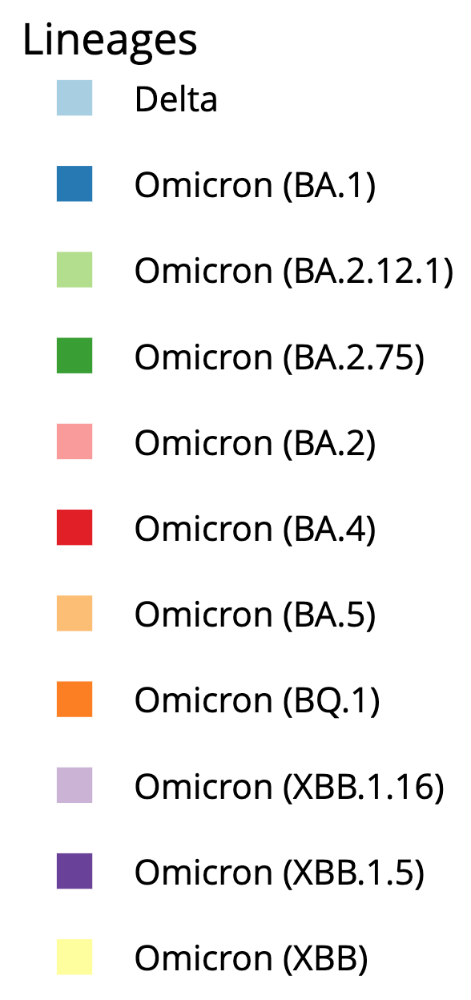 Lineages
Delta
Omicron (BA.1)
Omicron (BA.2.12.1)
Omicron (BA.2.75)
Omicron (BA.2)
Omicron (BA.4)
Omicron (BA.5)
Omicron (BQ.1)
Omicron (XBB.1.16)
Omicron (XBB.1.5)
Omicron (XBB)